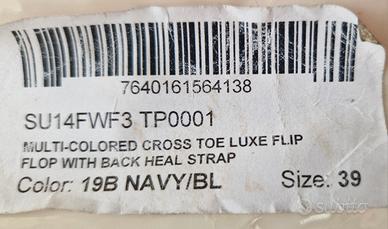 7640161564138
SU14FWF3 TP0001
MULTI-COLORED CROSS TOE LUXE FLIP
FLOP WITH BACK HEAL STRAP
Color: 19B NAVY/BL Size: 39
subito